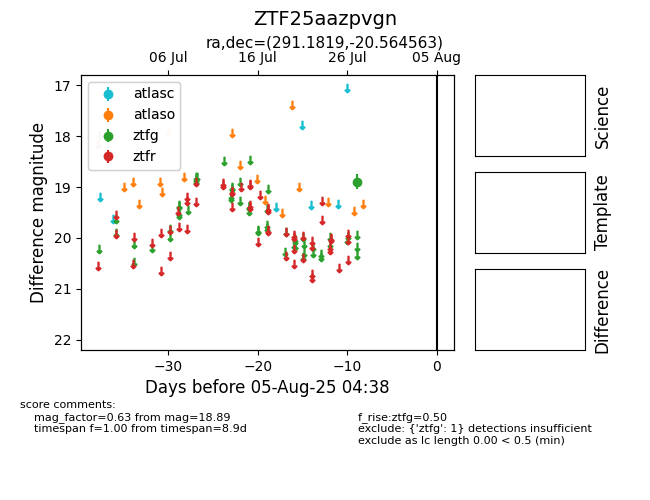 ZTF25aazpvgn
ra,dec=(291.1819,-20.564563)
06 Jul 16 Jul 26 Jul 05 Aug
17
18
19
20
21
22
Difference magnitude
atlasc
atlaso
ztfg
ztfr
−30 −20 −10 0
Days before 05-Aug-25 04:38
Science
Template
Difference
score comments:
mag_factor=0.63 from mag=18.89
timespan f=1.00 from timespan=8.9d
f_rise:ztfg=0.50
exclude: {'ztfg': 1} detections insufficient
exclude as lc length 0.00 < 0.5 (min)